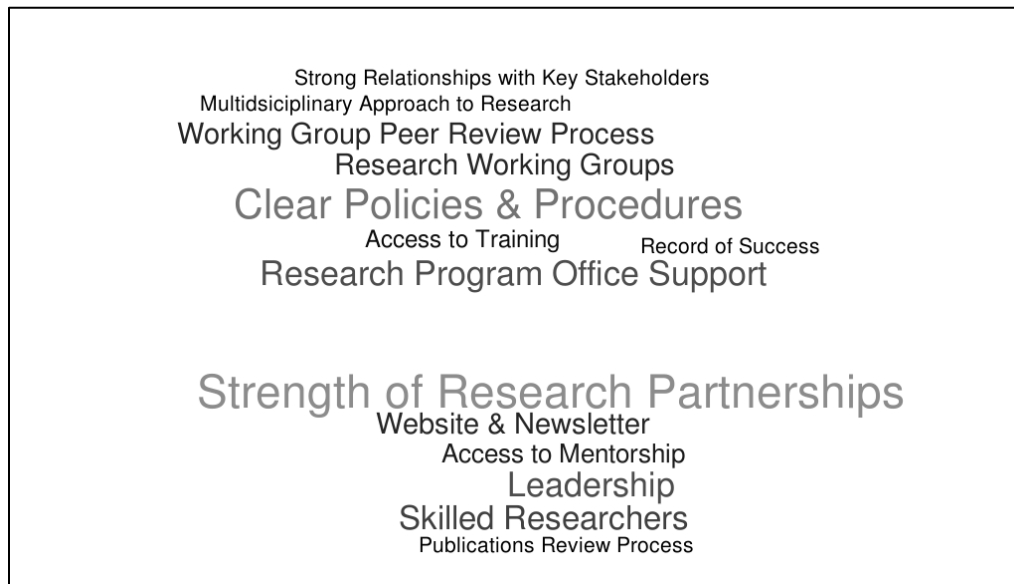 Strong Relationships with Key Stakeholders
Multidsiciplinary Approach to Research
Working Group Peer Review Process
Research Working Groups
Clear Policies & Procedures
Access to Training
Record of Success
Research Program Office Support
Strength of Research Partnerships
Website & Newsletter
Access to Mentorship
Leadership
Skilled Researchers
Publications Review Process